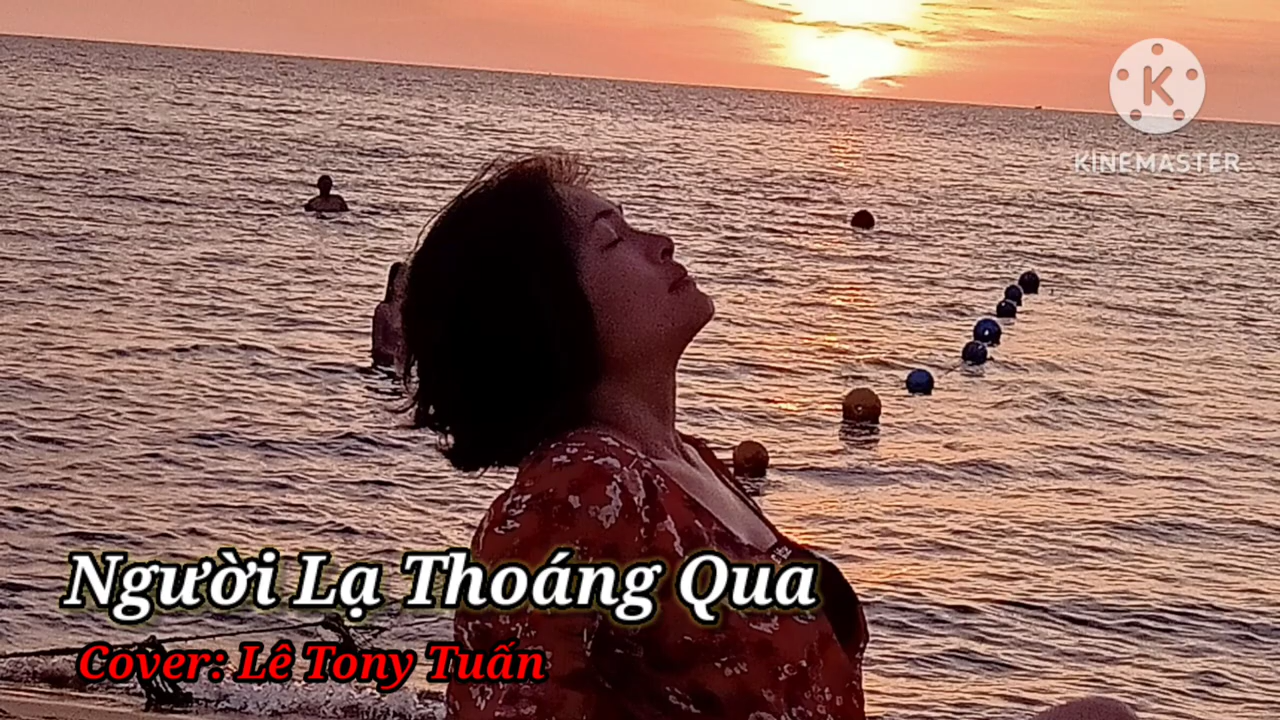 K
KINEMASTER
Người Lạ Thoáng Qua
Cover: Lê Tony Tuấn